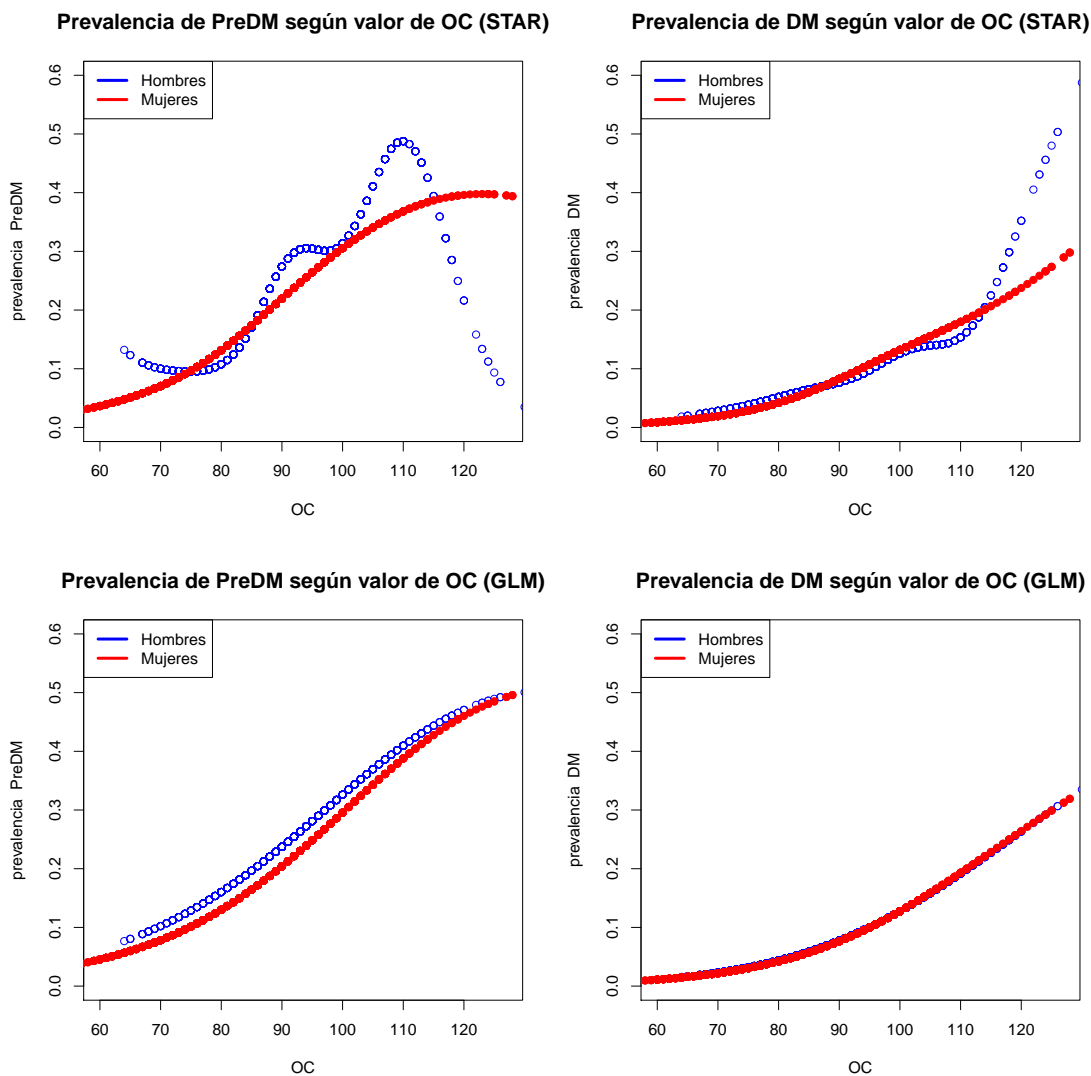 Prevalencia de PreDM según valor de OC (STAR)
Hombres
Mujeres
prevalencia PreDM
0.0 0.1 0.2 0.3 0.4 0.5 0.6
60 70 80 90 100 110 120
OC
Prevalencia de DM según valor de OC (STAR)
Hombres
Mujeres
prevalencia DM
0.0 0.1 0.2 0.3 0.4 0.5 0.6
60 70 80 90 100 110 120
OC
Prevalencia de PreDM según valor de OC (GLM)
Hombres
Mujeres
prevalencia PreDM
0.0 0.1 0.2 0.3 0.4 0.5 0.6
60 70 80 90 100 110 120
OC
Prevalencia de DM según valor de OC (GLM)
Hombres
Mujeres
prevalencia DM
0.0 0.1 0.2 0.3 0.4 0.5 0.6
60 70 80 90 100 110 120
OC